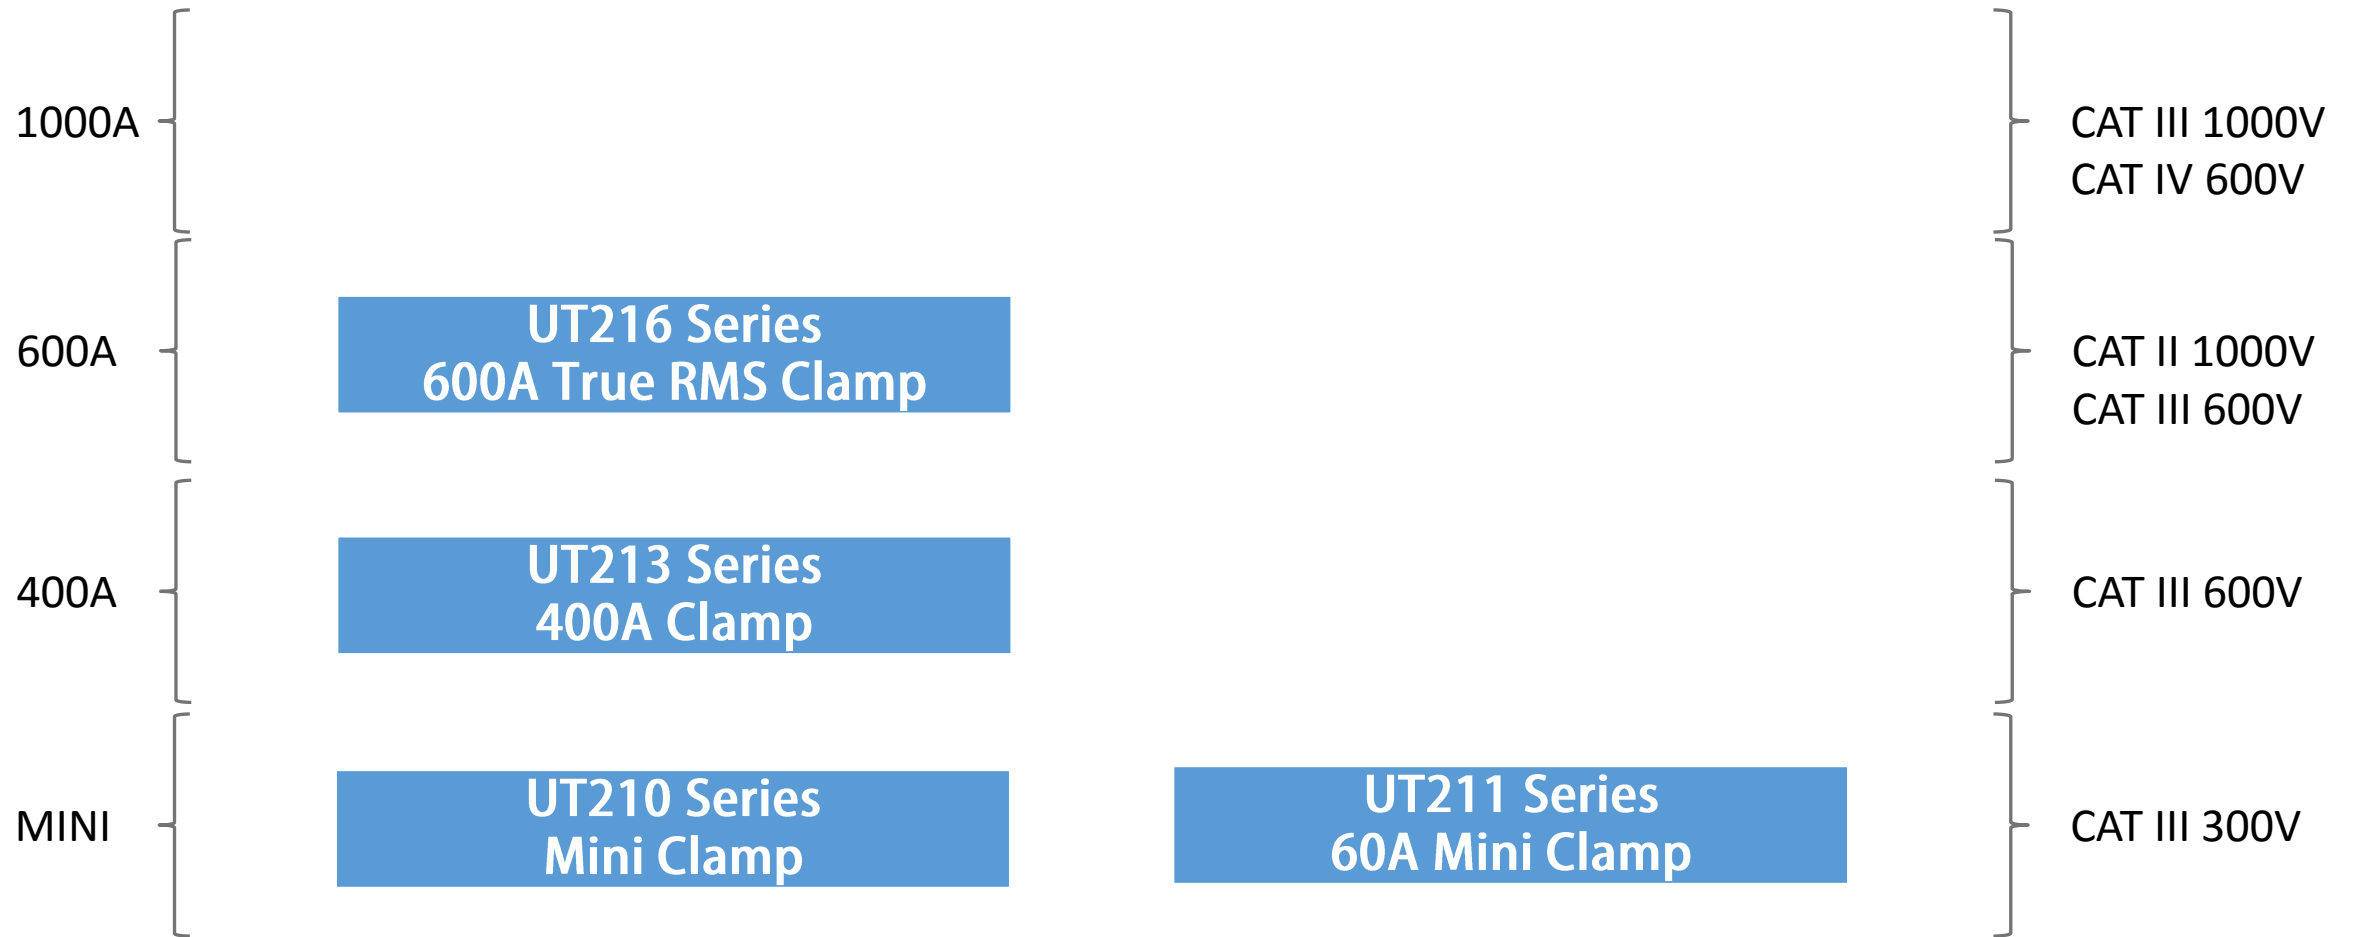 1000A
CAT III 1000V
CAT IV 600V
600A
UT216 Series
600A True RMS Clamp
CAT II 1000V
CAT III 600V
400A
UT213 Series
400A Clamp
CAT III 600V
MINI
UT210 Series
Mini Clamp
UT211 Series
60A Mini Clamp
CAT III 300V